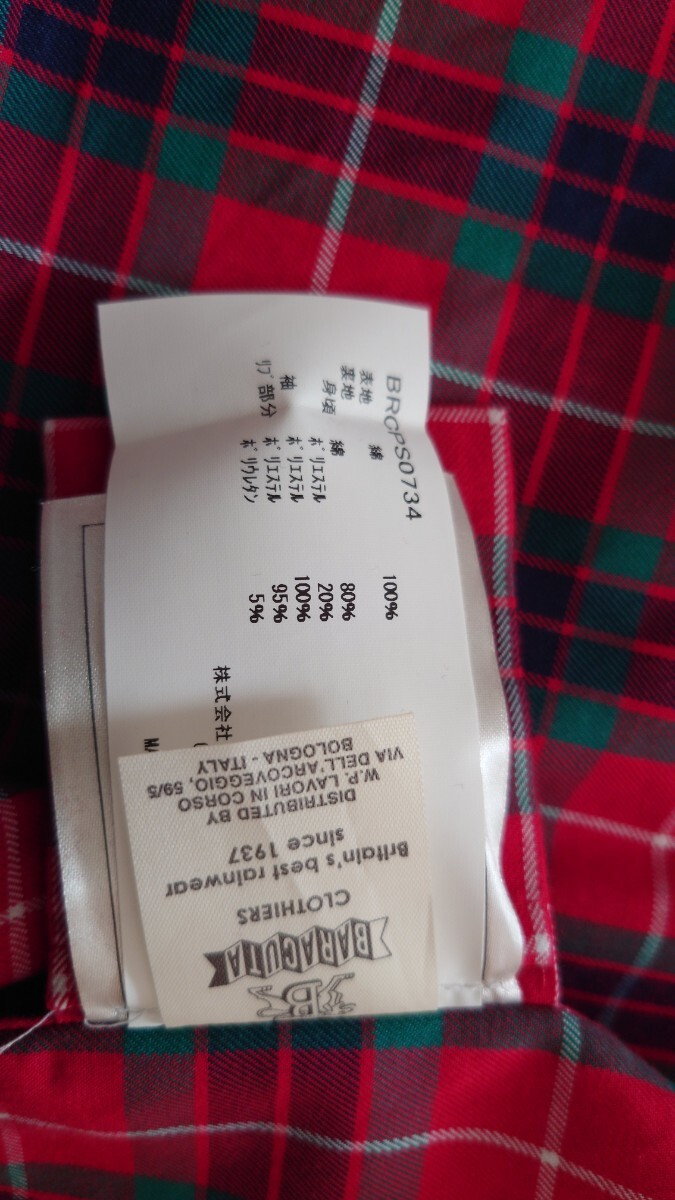 BRCPS0734
表地 綿 100%
裏地
身頃 綿 80%
ﾎﾟﾘｴｽﾃﾙ 20%
袖 ﾎﾟﾘｴｽﾃﾙ 100%
ﾘﾌﾞ部分 ﾎﾟﾘｴｽﾃﾙ 95%
ﾎﾟﾘｳﾚﾀﾝ 5%
株式会社
BARACUTA
CLOTHIERS
Britain's best rainwear
since 1937
DISTRIBUTED BY
W.P. LAVORI IN CORSO
VIA DELL'ARCOVEGGIO, 59/5
BOLOGNA - ITALY